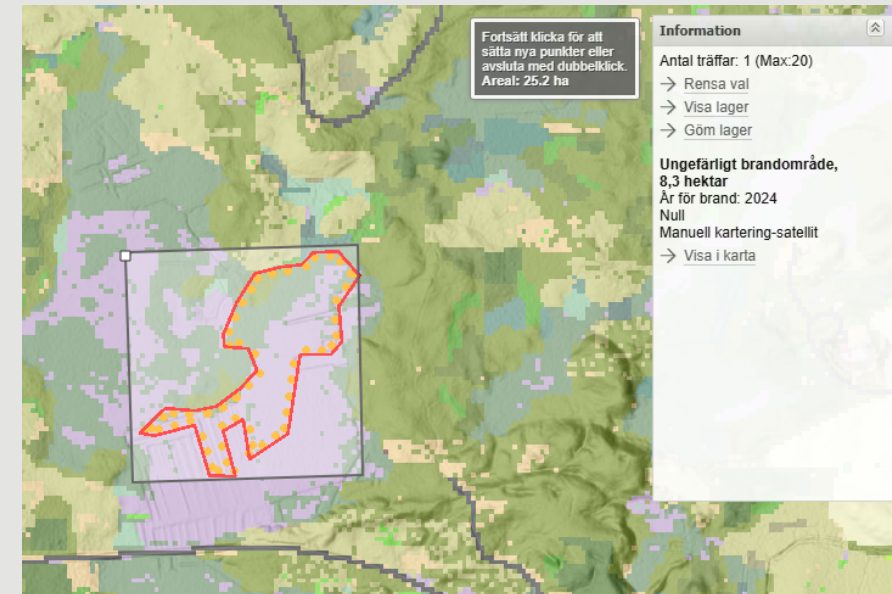 Fortsätt klicka för att
sätta nya punkter eller
avsluta med dubbelklick.
Areal: 25.2 ha
Information
Antal träffar: 1 (Max:20)
Rensa val
Visa lager
Göm lager
Ungefärligt brandområde,
8,3 hektar
År för brand: 2024
Null
Manuell kartering-satellit
Visa i karta